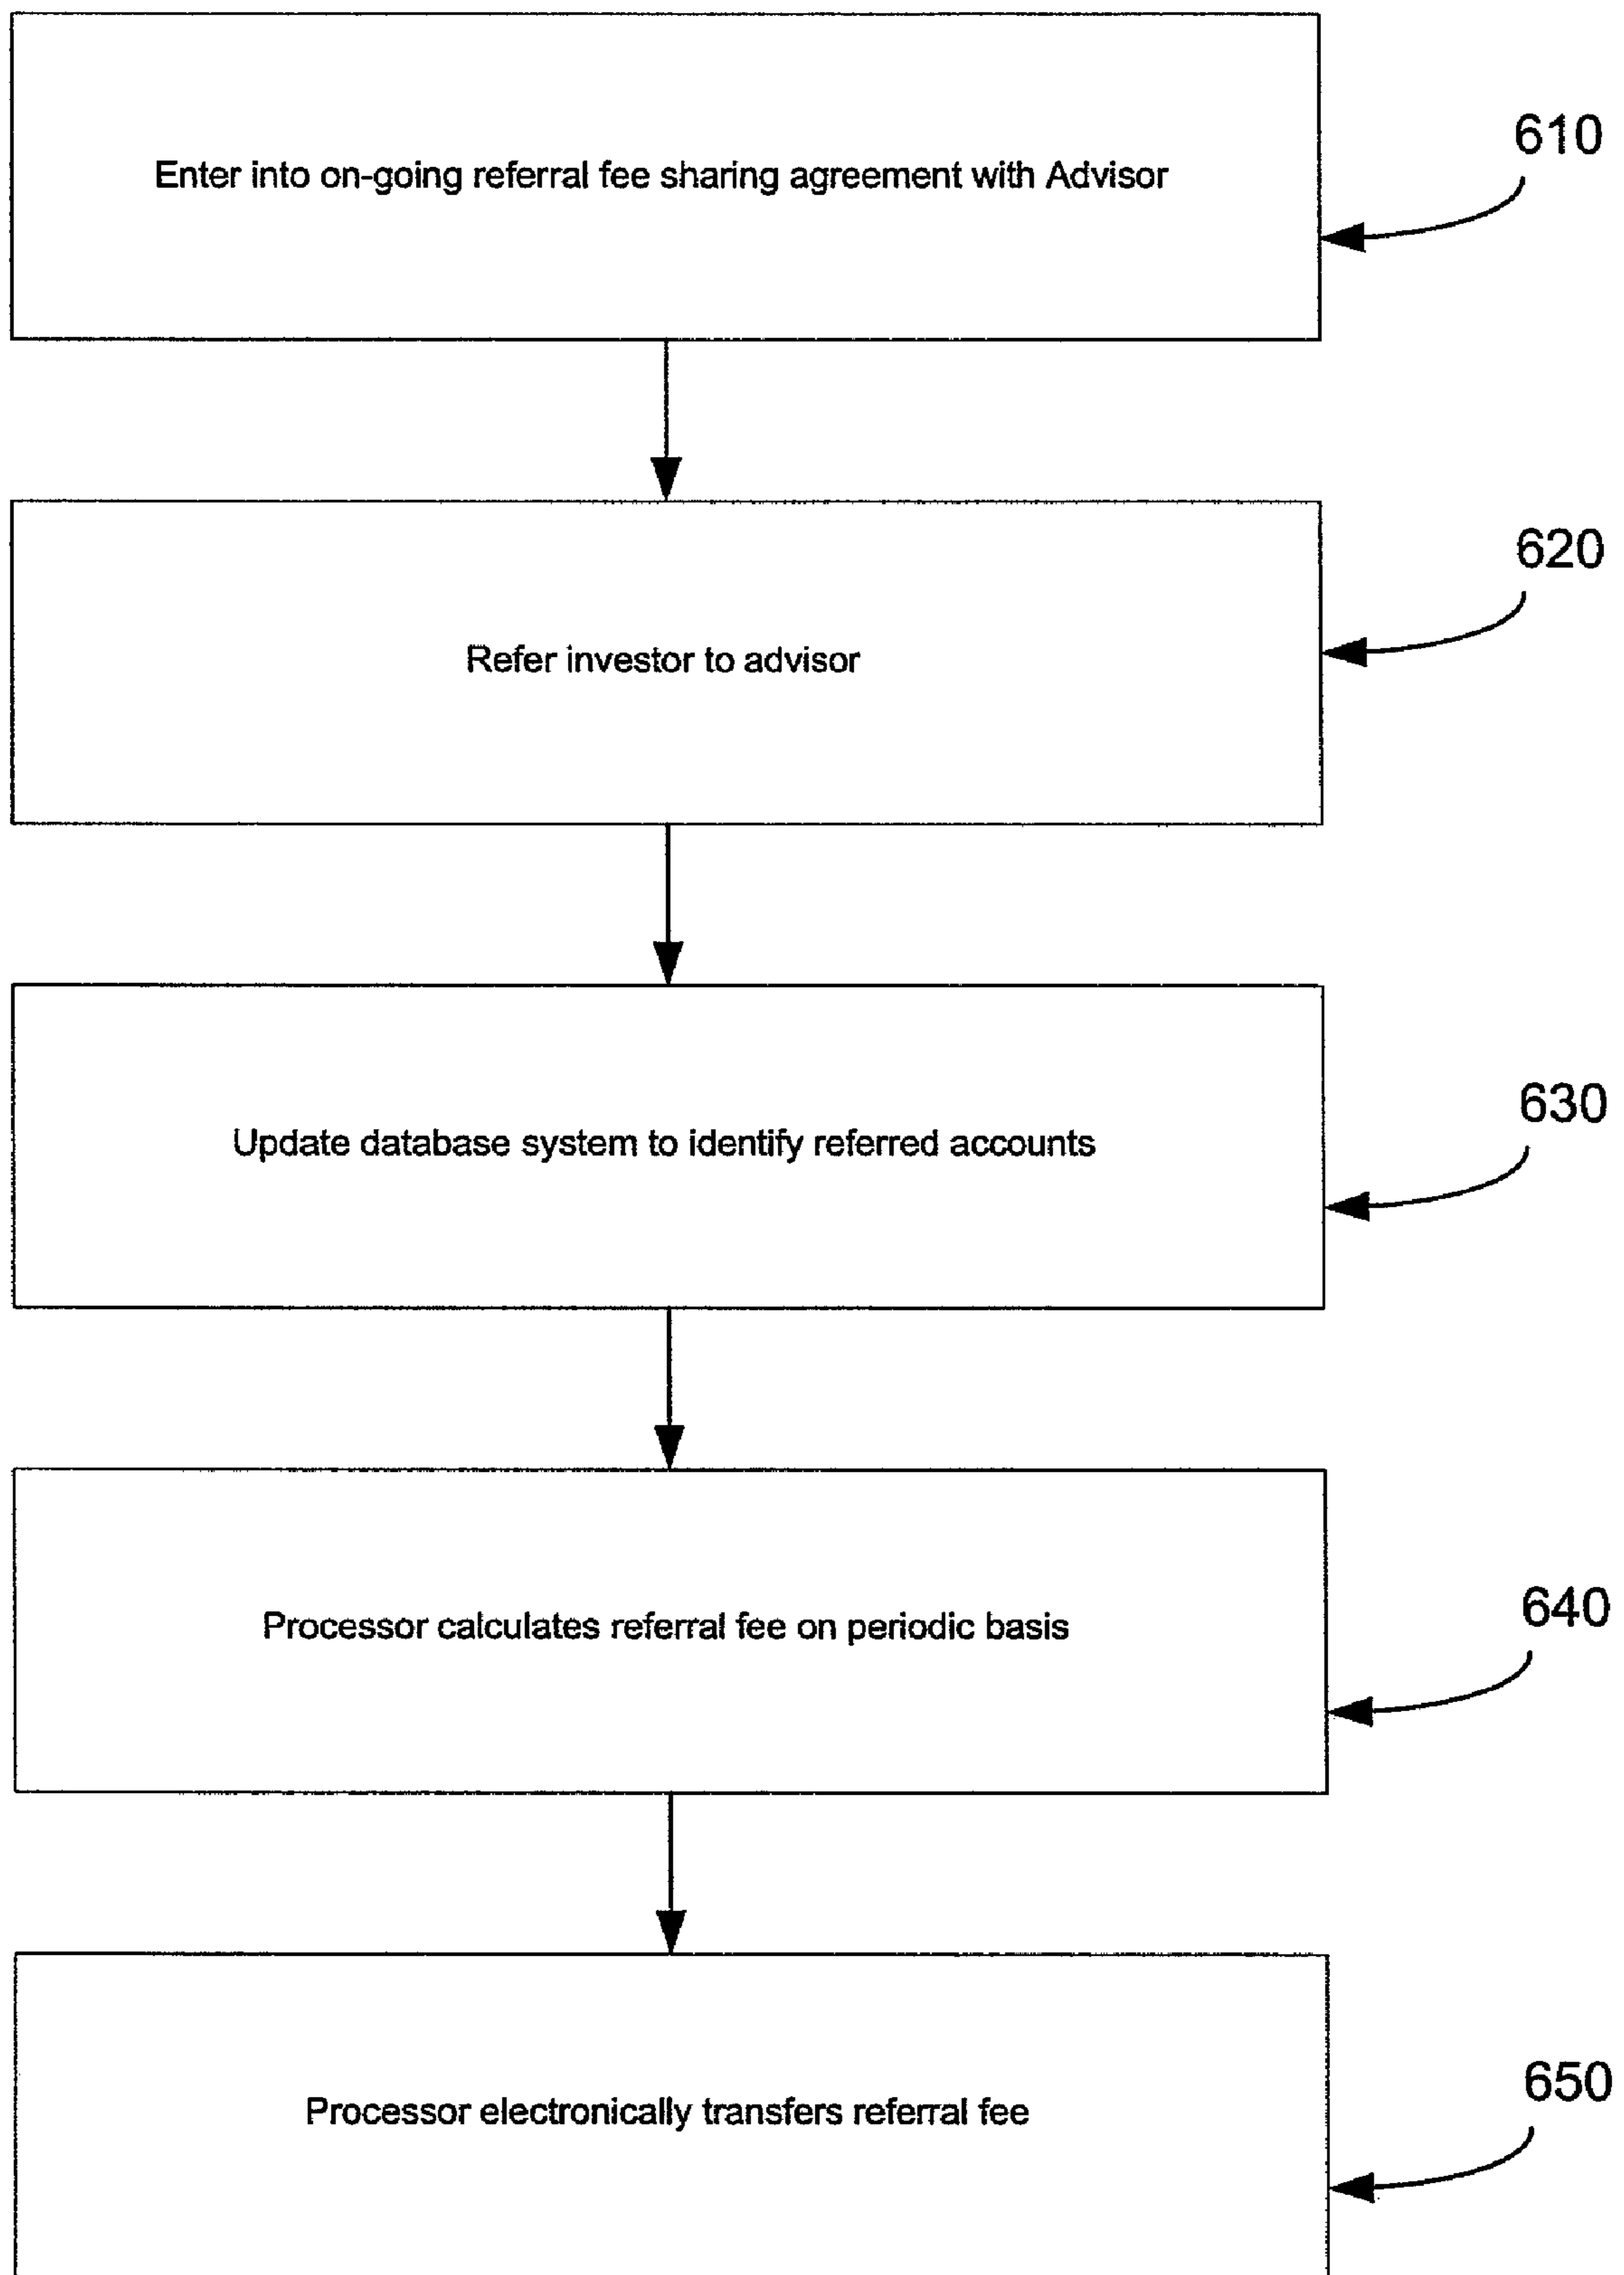 Enter into on-going referral fee sharing agreement with Advisor
610
Refer investor to advisor
620
Update database system to identify referred accounts
630
Processor calculates referral fee on periodic basis
640
Processor electronically transfers referral fee
650